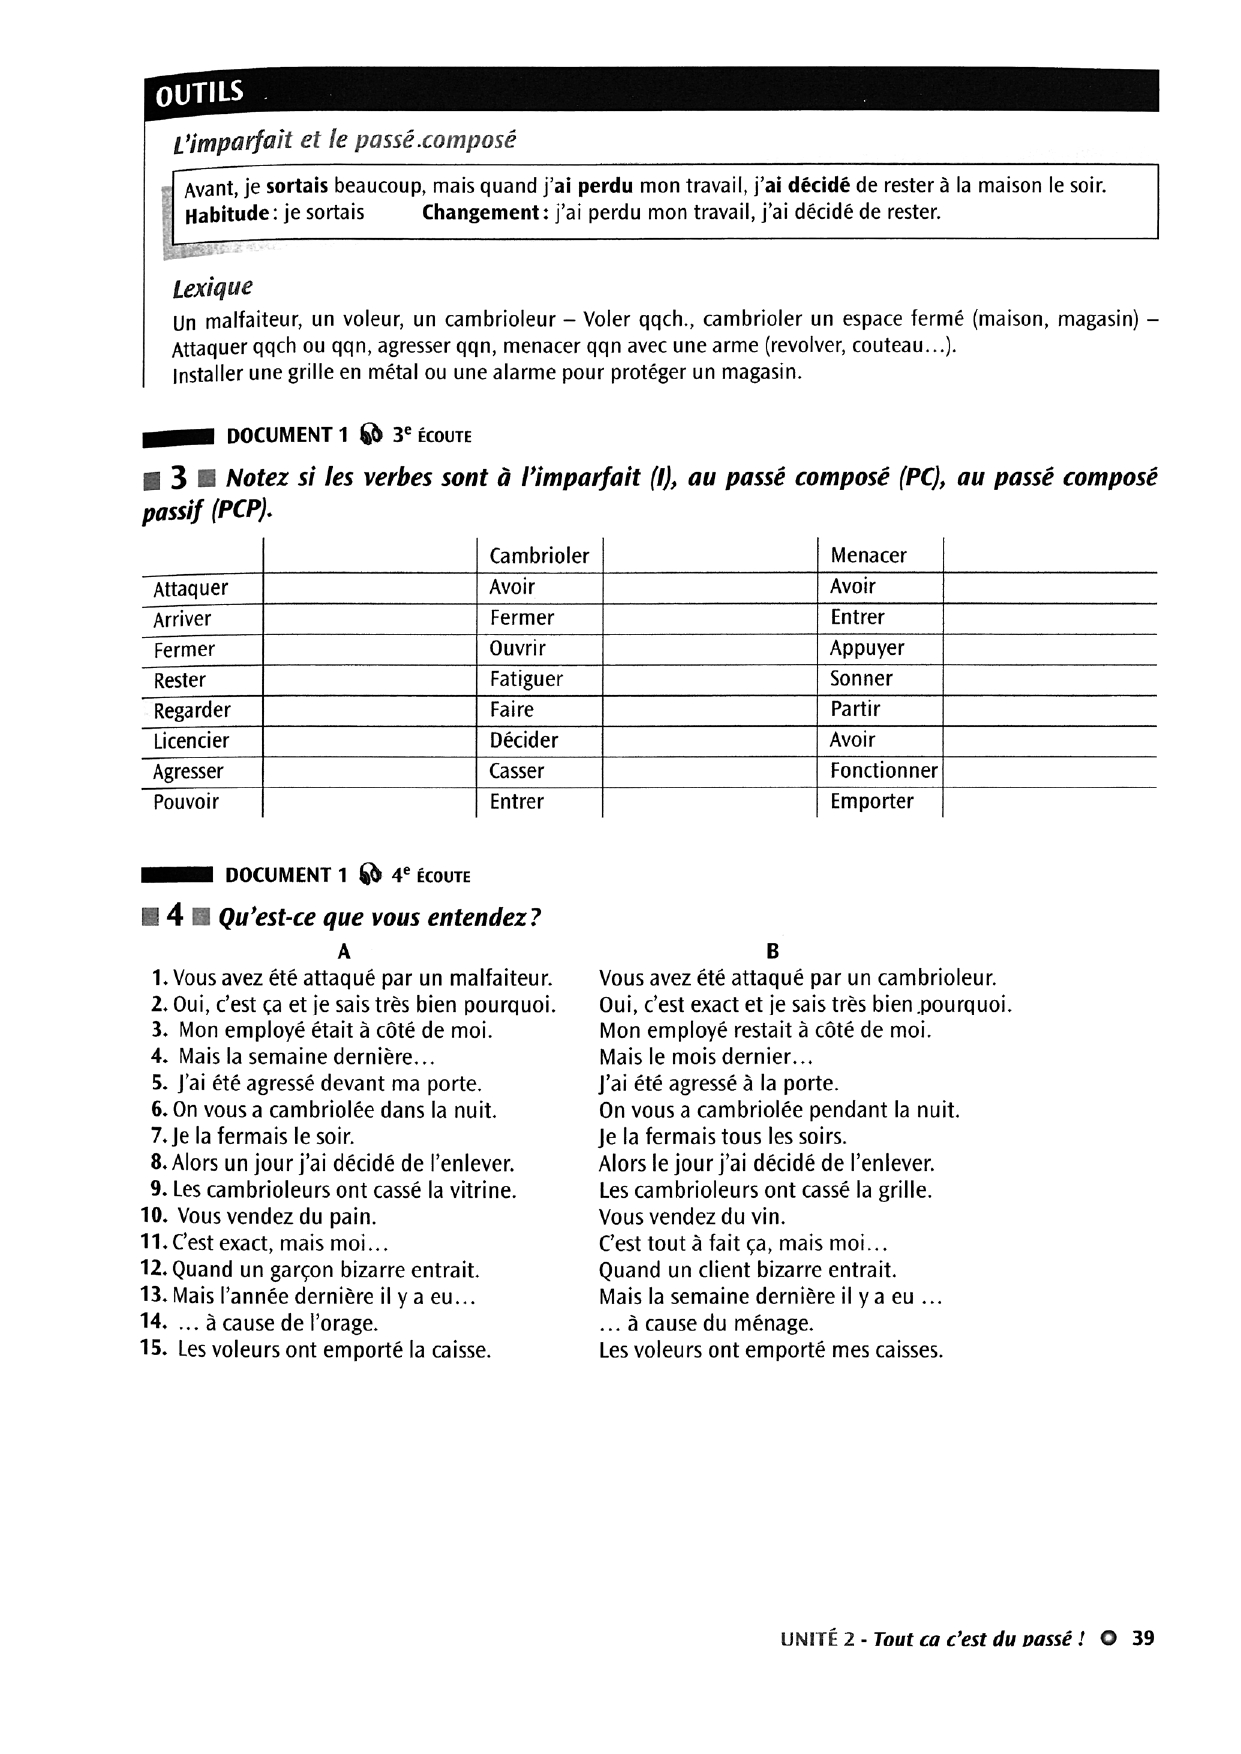 OUTILS
L'imparfait et le passé composé
Avant, je sortais beaucoup, mais quand j'ai perdu mon travail, j'ai décidé de rester à la maison le soir.
Habitude : je sortais Changement : j'ai perdu mon travail, j'ai décidé de rester.
Lexique
Un malfaiteur, un voleur, un cambrioleur – Voler qqch., cambrioler un espace fermé (maison, magasin) –
Attaquer qqch ou qqn, agresser qqn, menacer qqn avec une arme (revolver, couteau...).
Installer une grille en métal ou une alarme pour protéger un magasin.
DOCUMENT 1 3e ÉCOUTE
3 Notez si les verbes sont à l'imparfait (I), au passé composé (PC), au passé composé
passif (PCP).
Cambrioler Menacer
Attaquer Avoir Avoir
Arriver Fermer Entrer
Fermer Ouvrir Appuyer
Rester Fatiguer Sonner
Regarder Faire Partir
Licencier Décider Avoir
Agresser Casser Fonctionner
Pouvoir Entrer Emporter
DOCUMENT 1 4e ÉCOUTE
4 Qu'est-ce que vous entendez ?
A B
1. Vous avez été attaqué par un malfaiteur. Vous avez été attaqué par un cambrioleur.
2. Oui, c'est ça et je sais très bien pourquoi. Oui, c'est exact et je sais très bien pourquoi.
3. Mon employé était à côté de moi. Mon employé restait à côté de moi.
4. Mais la semaine dernière... Mais le mois dernier...
5. J'ai été agressé devant ma porte. J'ai été agressé à la porte.
6. On vous a cambriolée dans la nuit. On vous a cambriolée pendant la nuit.
7. Je la fermais le soir. Je la fermais tous les soirs.
8. Alors un jour j'ai décidé de l'enlever. Alors le jour j'ai décidé de l'enlever.
9. Les cambrioleurs ont cassé la vitrine. Les cambrioleurs ont cassé la grille.
10. Vous vendez du pain. Vous vendez du vin.
11. C'est exact, mais moi... C'est tout à fait ça, mais moi...
12. Quand un garçon bizarre entrait. Quand un client bizarre entrait.
13. Mais l'année dernière il y a eu... Mais la semaine dernière il y a eu ...
14. ... à cause de l'orage. ... à cause du ménage.
15. Les voleurs ont emporté la caisse. Les voleurs ont emporté mes caisses.
UNITÉ 2 - Tout ca c'est du passé ! 39